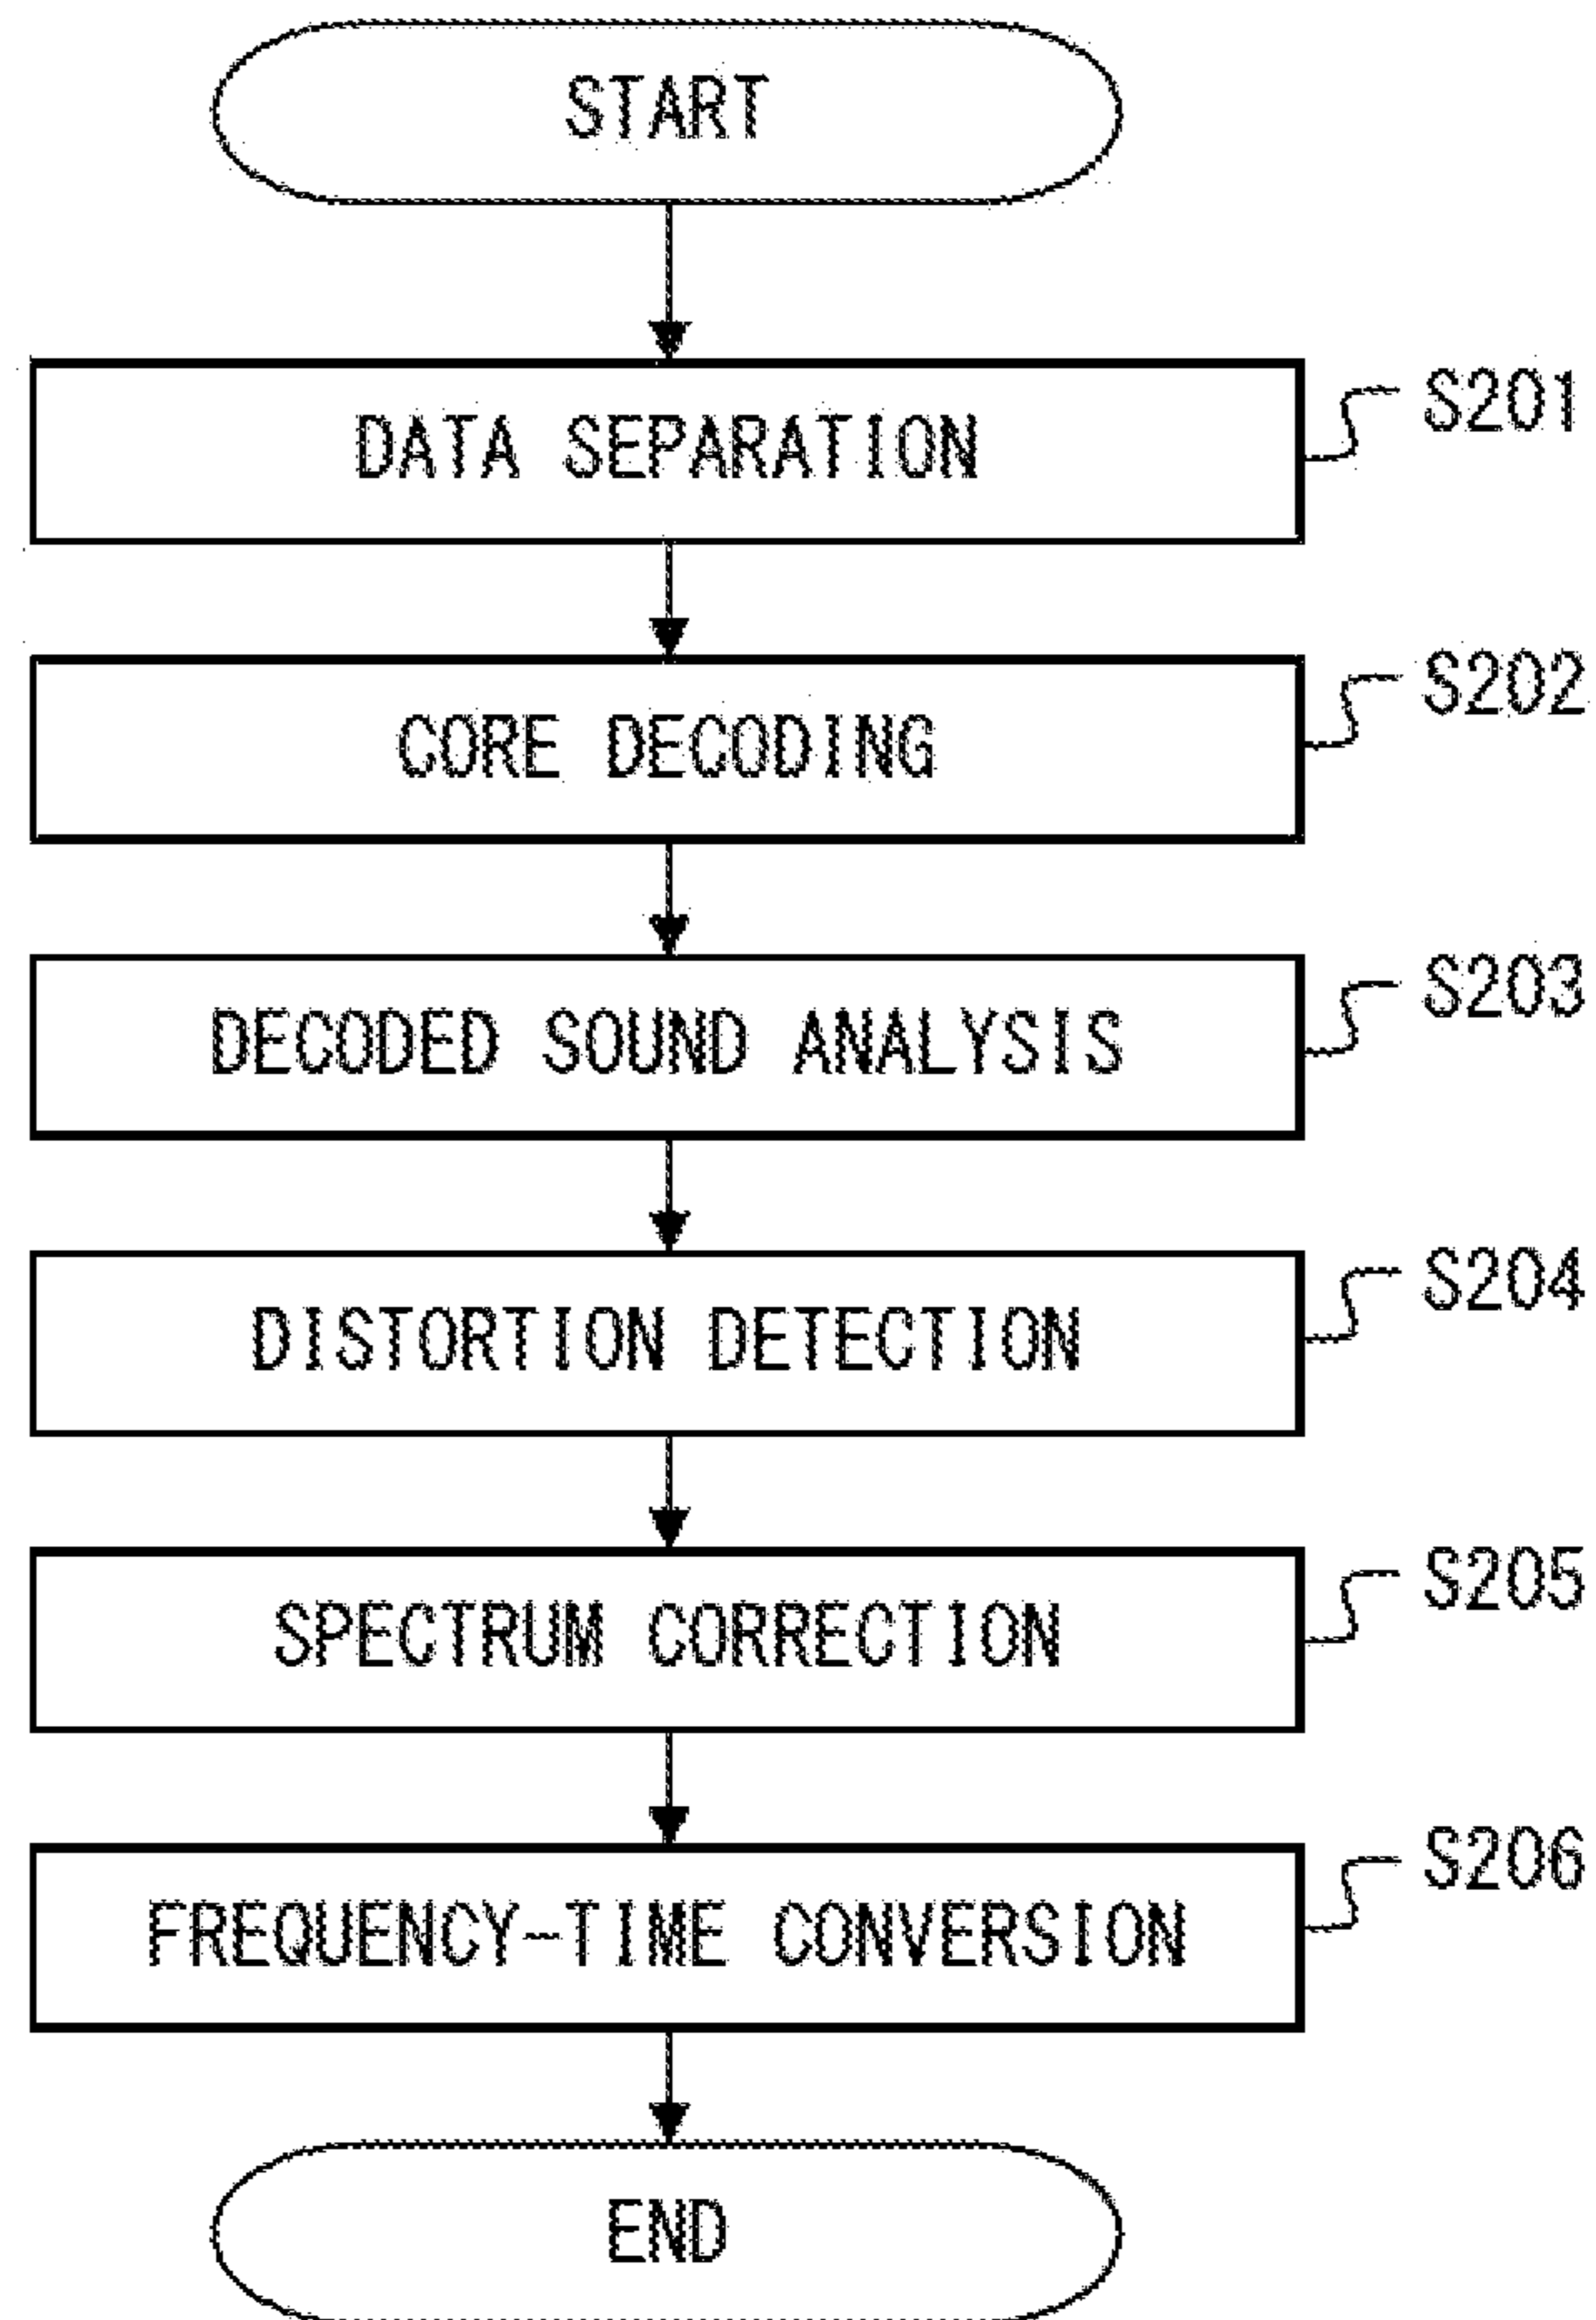 START
DATA SEPARATION
S201
CORE DECODING
S202
DECODED SOUND ANALYSIS
S203
DISTORTION DETECTION
S204
SPECTRUM CORRECTION
S205
FREQUENCY-TIME CONVERSION
S206
END